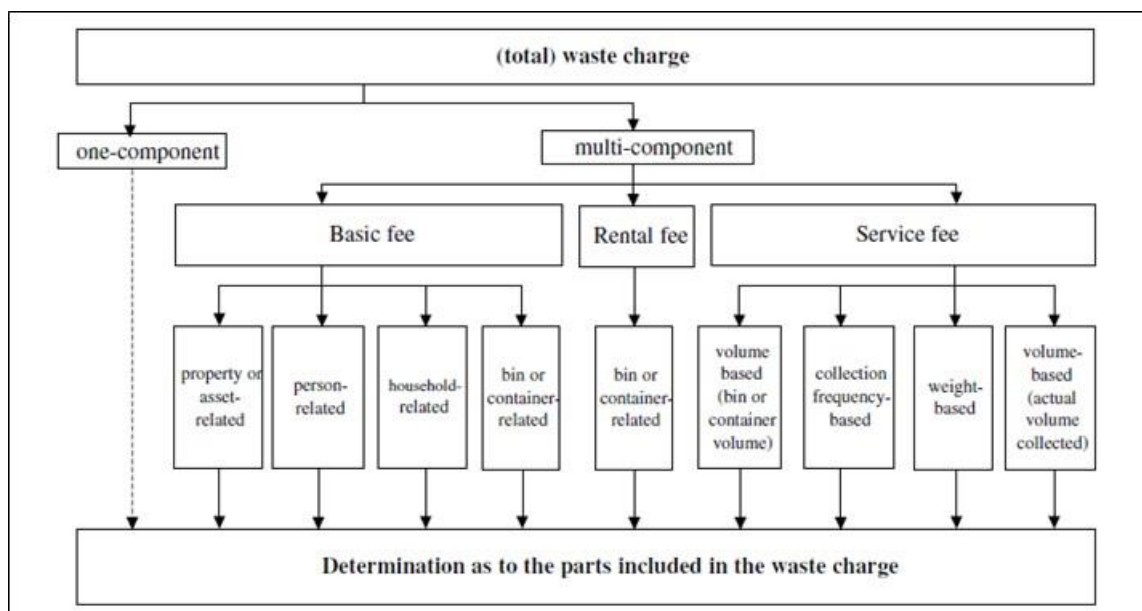 (total) waste charge
one-component
multi-component
Basic fee
Rental fee
Service fee
property or
asset-
related
person-
related
household-
related
bin or
container-
related
bin or
container-
related
volume
based
(bin or
container
volume)
collection
frequency-
based
weight-
based
volume-
based
(actual
volume
collected)
Determination as to the parts included in the waste charge